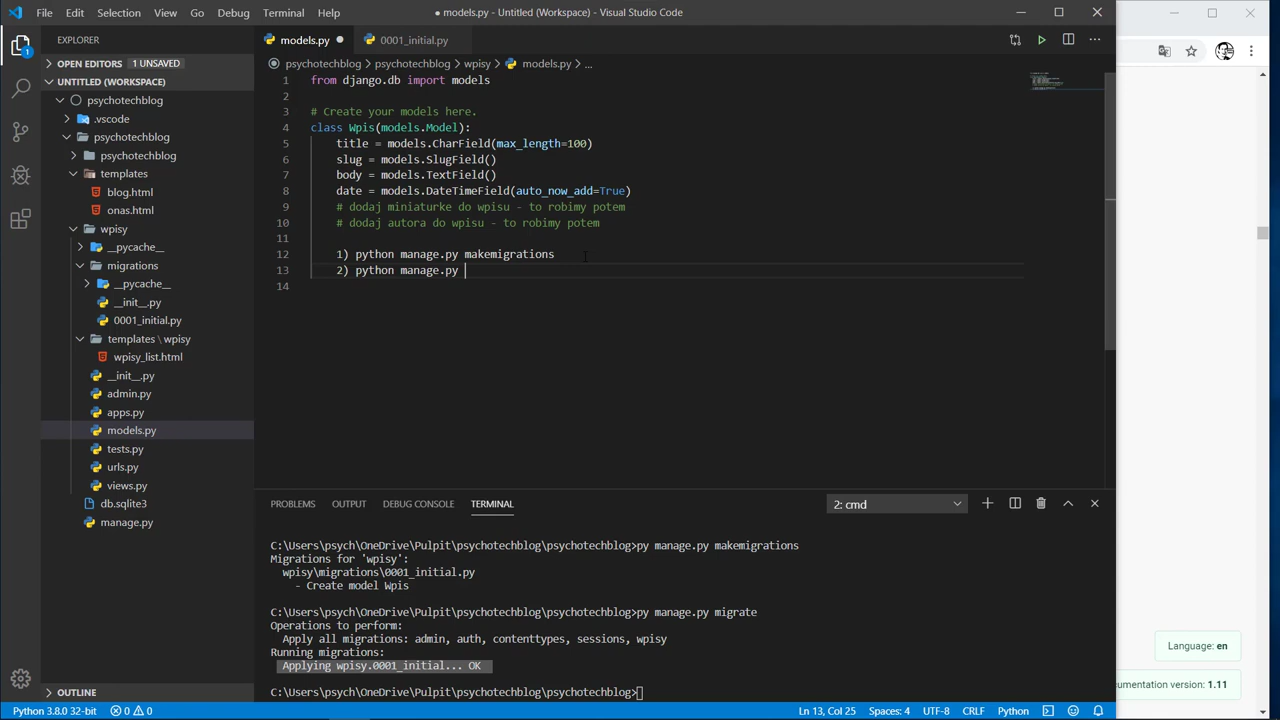 File Edit Selection View Go Debug Terminal Help
● models.py - Untitled (Workspace) - Visual Studio Code
EXPLORER
OPEN EDITORS 1 UNSAVED
UNTITLED (WORKSPACE)
psychotechblog
.vscode
psychotechblog
psychotechblog
templates
blog.html
onas.html
wpisy
__pycache__
migrations
__pycache__
__init__.py
0001_initial.py
templates \ wpisy
wpisy_list.html
__init__.py
admin.py
apps.py
models.py
tests.py
urls.py
views.py
db.sqlite3
manage.py
OUTLINE
models.py ● 0001_initial.py
psychotechblog > psychotechblog > wpisy > models.py > ...
1 from django.db import models
2
3 # Create your models here.
4 class Wpis(models.Model):
5 title = models.CharField(max_length=100)
6 slug = models.SlugField()
7 body = models.TextField()
8 date = models.DateTimeField(auto_now_add=True)
9 # dodaj miniaturke do wpisu - to robimy potem
10 # dodaj autora do wpisu - to robimy potem
11
12 1) python manage.py makemigrations
13 2) python manage.py
14
PROBLEMS OUTPUT DEBUG CONSOLE TERMINAL
2: cmd
C:\Users\psych\OneDrive\Pulpit\psychotechblog\psychotechblog>py manage.py makemigrations
Migrations for 'wpisy':
wpisy\migrations\0001_initial.py
- Create model Wpis
C:\Users\psych\OneDrive\Pulpit\psychotechblog\psychotechblog>py manage.py migrate
Operations to perform:
Apply all migrations: admin, auth, contenttypes, sessions, wpisy
Running migrations:
Applying wpisy.0001_initial... OK
C:\Users\psych\OneDrive\Pulpit\psychotechblog\psychotechblog>
Python 3.8.0 32-bit 0 0
Ln 13, Col 25 Spaces: 4 UTF-8 CRLF Python
Language: en
umentation version: 1.11